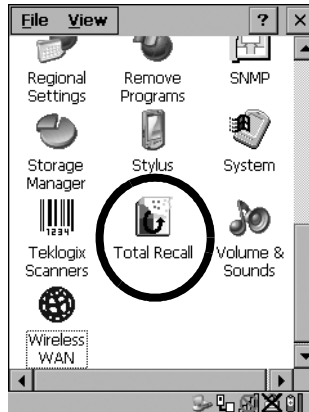 File View ? ×
Regional Settings
Remove Programs
SNMP
Storage Manager
Stylus
System
1234
Teklogix Scanners
Total Recall
Volume & Sounds
Wireless WAN